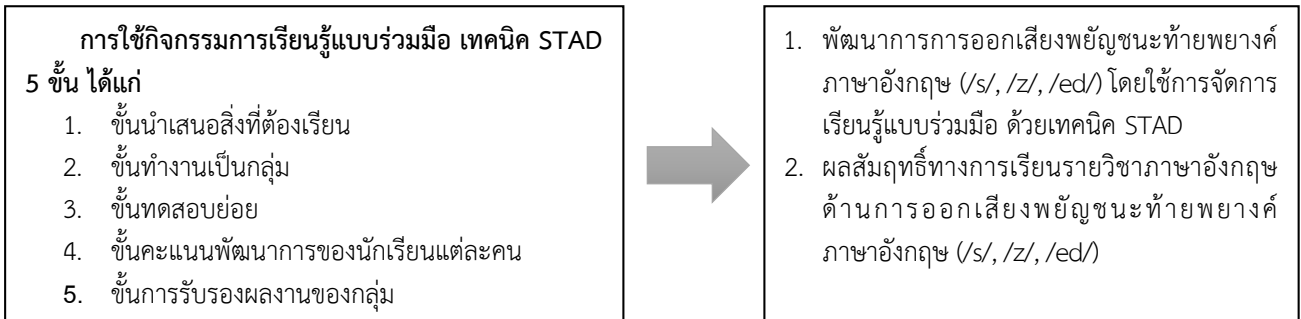 การใช้กิจกรรมการเรียนรู้แบบร่วมมือ เทคนิค STAD
5 ขั้น ได้แก่
1. ขั้นนำเสนอสิ่งที่ต้องเรียน
2. ขั้นทำงานเป็นกลุ่ม
3. ขั้นทดสอบย่อย
4. ขั้นคะแนนพัฒนาการของนักเรียนแต่ละคน
5. ขั้นการรับรองผลงานของกลุ่ม
1. พัฒนาการการออกเสียงพยัญชนะท้ายพยางค์
ภาษาอังกฤษ (/s/, /z/, /ed/) โดยใช้การจัดการ
เรียนรู้แบบร่วมมือ ด้วยเทคนิค STAD
2. ผลสัมฤทธิ์ทางการเรียนรายวิชาภาษาอังกฤษ
ด้านการออกเสียงพยัญชนะท้ายพยางค์
ภาษาอังกฤษ (/s/, /z/, /ed/)